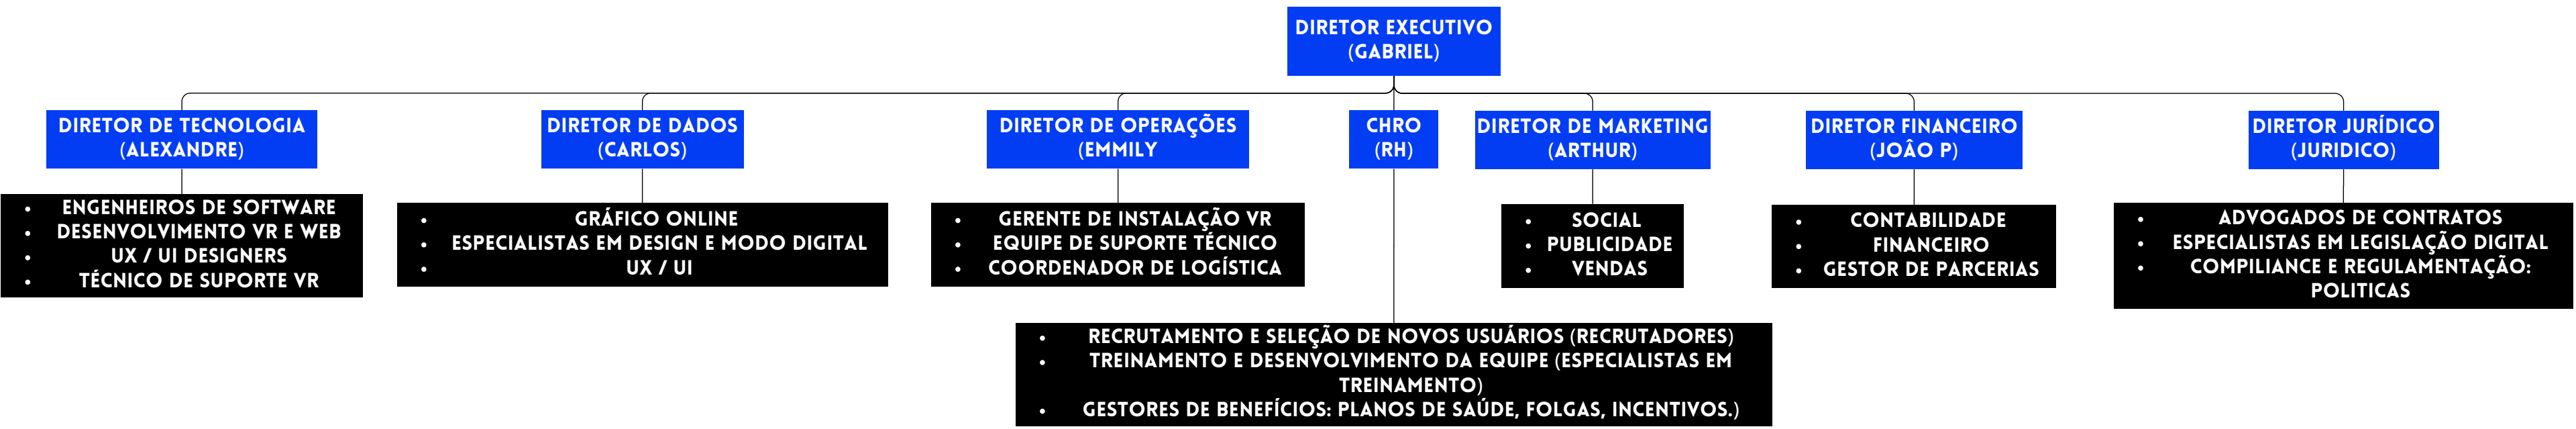 DIRETOR EXECUTIVO
(GABRIEL)
DIRETOR DE TECNOLOGIA
(ALEXANDRE)
DIRETOR DE DADOS
(CARLOS)
DIRETOR DE OPERAÇÕES
(EMMILY
CHRO
(RH)
DIRETOR DE MARKETING
(ARTHUR)
DIRETOR FINANCEIRO
(JOÂO P)
DIRETOR JURÍDICO
(JURIDICO)
• ENGENHEIROS DE SOFTWARE
• DESENVOLVIMENTO VR E WEB
• UX / UI DESIGNERS
• TÉCNICO DE SUPORTE VR
• GRÁFICO ONLINE
• ESPECIALISTAS EM DESIGN E MODO DIGITAL
• UX / UI
• GERENTE DE INSTALAÇÃO VR
• EQUIPE DE SUPORTE TÉCNICO
• COORDENADOR DE LOGÍSTICA
• SOCIAL
• PUBLICIDADE
• VENDAS
• CONTABILIDADE
• FINANCEIRO
• GESTOR DE PARCERIAS
• ADVOGADOS DE CONTRATOS
• ESPECIALISTAS EM LEGISLAÇÃO DIGITAL
• COMPILIANCE E REGULAMENTAÇÃO:
POLITICAS
• RECRUTAMENTO E SELEÇÃO DE NOVOS USUÁRIOS (RECRUTADORES)
• TREINAMENTO E DESENVOLVIMENTO DA EQUIPE (ESPECIALISTAS EM
TREINAMENTO)
• GESTORES DE BENEFÍCIOS: PLANOS DE SAÚDE, FOLGAS, INCENTIVOS.)